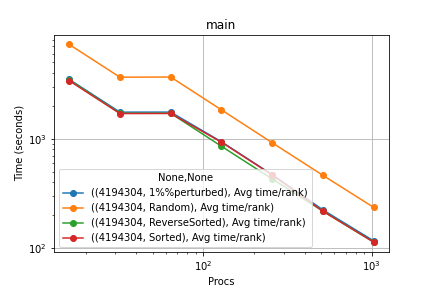 main
Time (seconds)
10³
10²
None,None
((4194304, 1%%perturbed), Avg time/rank)
((4194304, Random), Avg time/rank)
((4194304, ReverseSorted), Avg time/rank)
((4194304, Sorted), Avg time/rank)
10²
10³
Procs